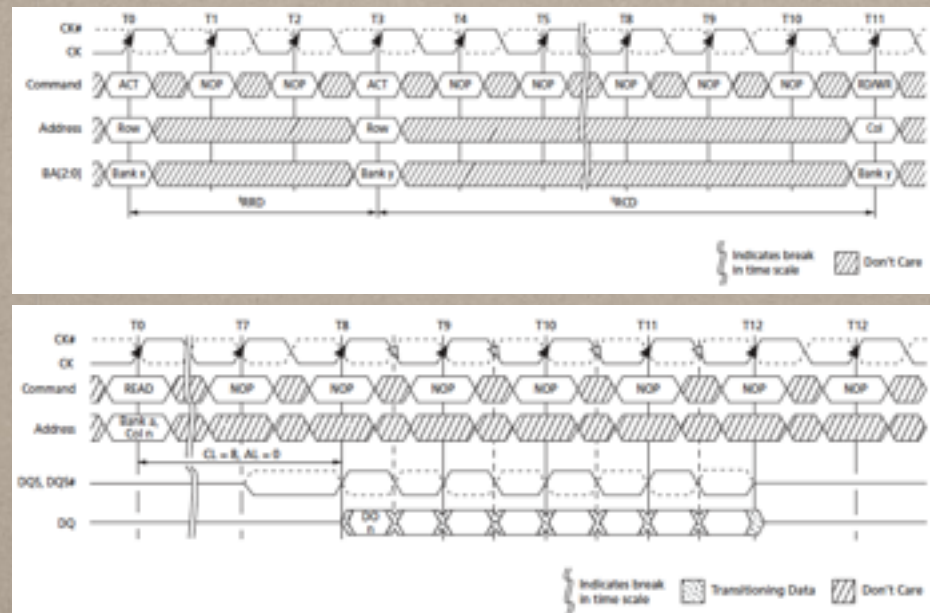 T0 T1 T2 T3 T4 T5 T8 T9 T10 T11
CK#
CK
Command ACT NOP NOP ACT NOP NOP NOP NOP NOP RD/WR
Address Row Row Col
BA[2:0] Bank x Bank y Bank y
tRRD tRCD
Indicates break
in time scale
Don't Care
T0 T7 T8 T9 T10 T11 T12 T12
CK#
CK
Command READ NOP NOP NOP NOP NOP NOP NOP
Address Bank a,
Col n
CL = 8, AL = 0
DQS, DQS#
DQ DO
n
Indicates break
in time scale
Transitioning Data Don't Care